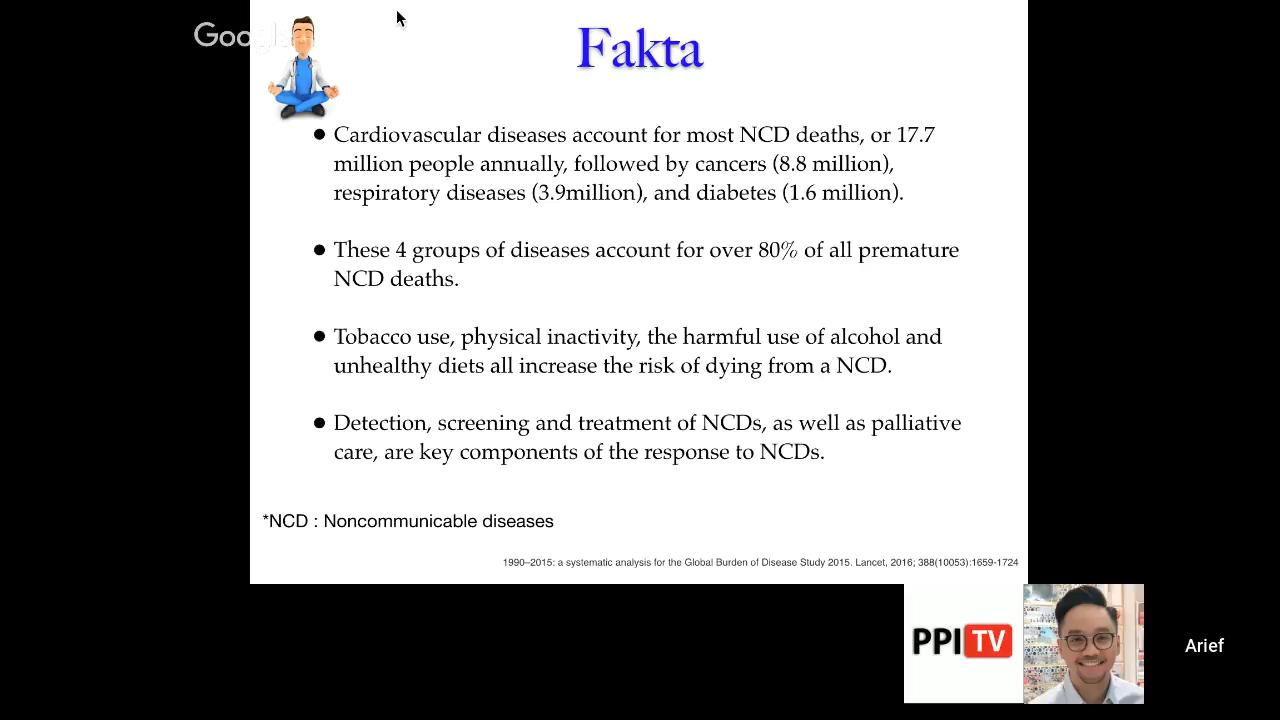 Google
Fakta
● Cardiovascular diseases account for most NCD deaths, or 17.7
million people annually, followed by cancers (8.8 million),
respiratory diseases (3.9million), and diabetes (1.6 million).
● These 4 groups of diseases account for over 80% of all premature
NCD deaths.
● Tobacco use, physical inactivity, the harmful use of alcohol and
unhealthy diets all increase the risk of dying from a NCD.
● Detection, screening and treatment of NCDs, as well as palliative
care, are key components of the response to NCDs.
*NCD : Noncommunicable diseases
1990–2015: a systematic analysis for the Global Burden of Disease Study 2015. Lancet, 2016; 388(10053):1659-1724
PPI TV
Arief